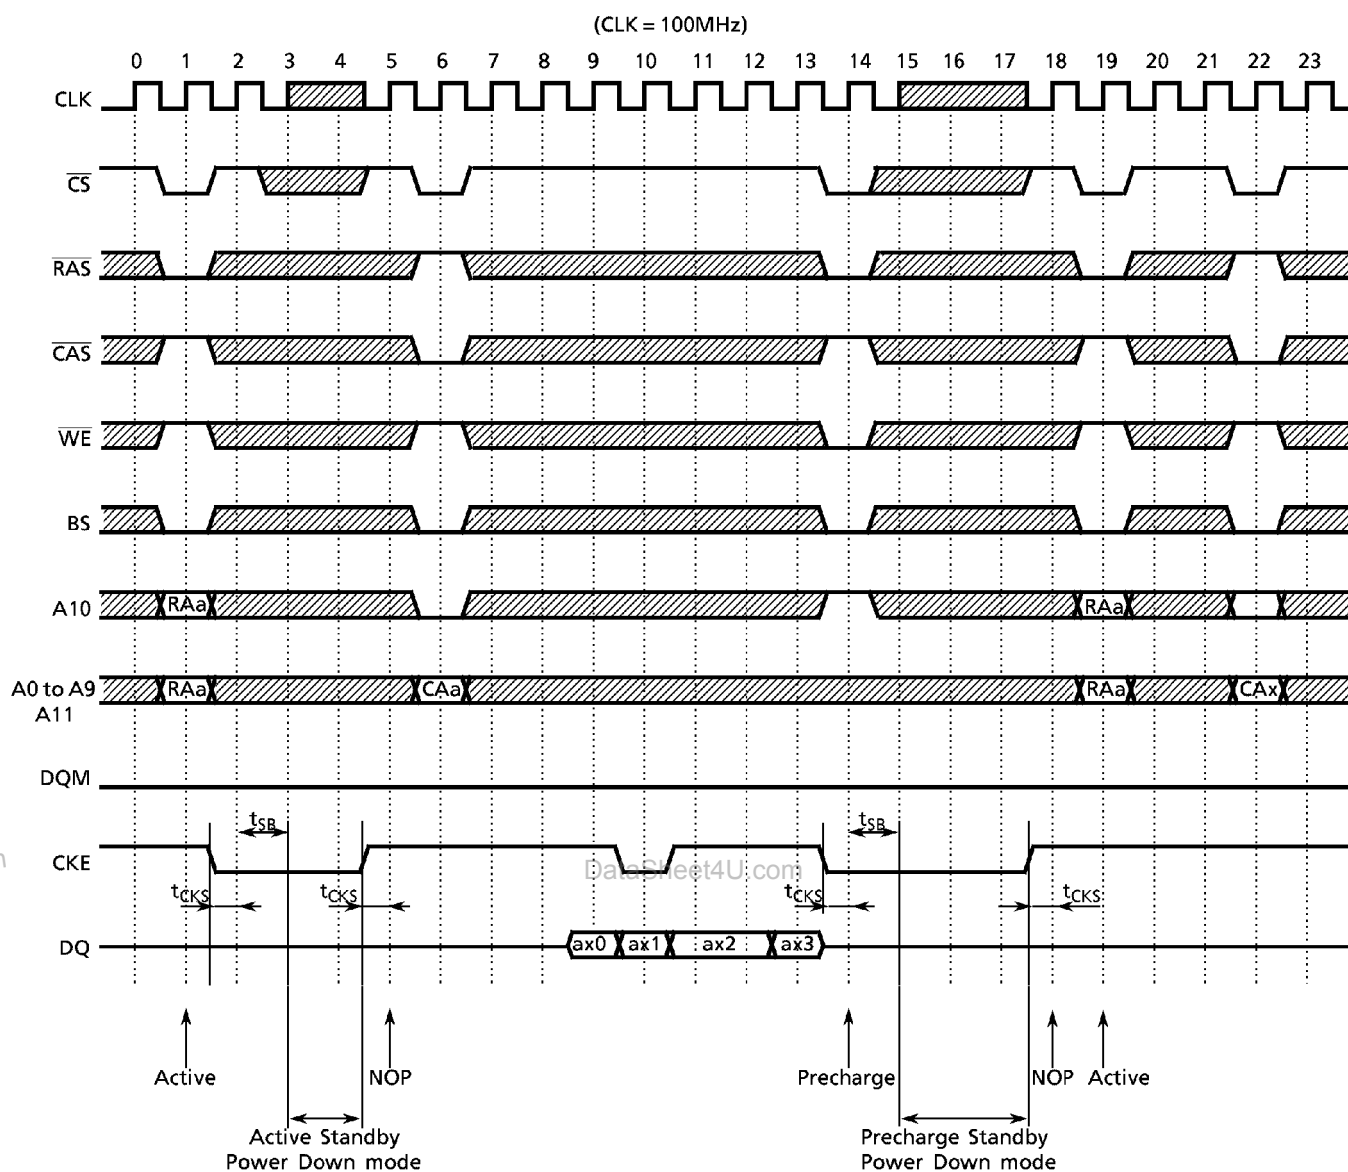 (CLK = 100MHz)
0 1 2 3 4 5 6 7 8 9 10 11 12 13 14 15 16 17 18 19 20 21 22 23
CLK
CS
RAS
CAS
WE
BS
A10 RAa RAa
A0 to A9 RAa CAa RAa CAx
A11
DQM
tSB tSB
CKE
DataSheet4U.com
tCKS tCKS tCKS tCKS
DQ ax0 ax1 ax2 ax3
Active NOP Precharge NOP Active
Active Standby Precharge Standby
Power Down mode Power Down mode